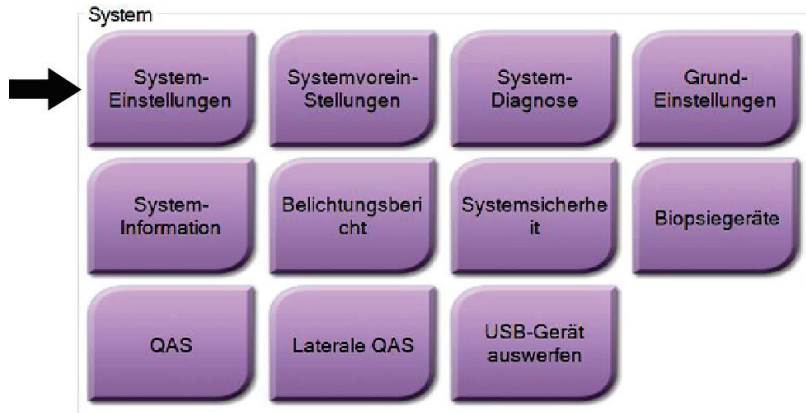 System
System-
Einstellungen
Systemvorein-
Stellungen
System-
Diagnose
Grund-
Einstellungen
System-
Information
Belichtungsberi
cht
Systemsicherhe
it
Biopsiegeräte
QAS
Laterale QAS
USB-Gerät
auswerfen